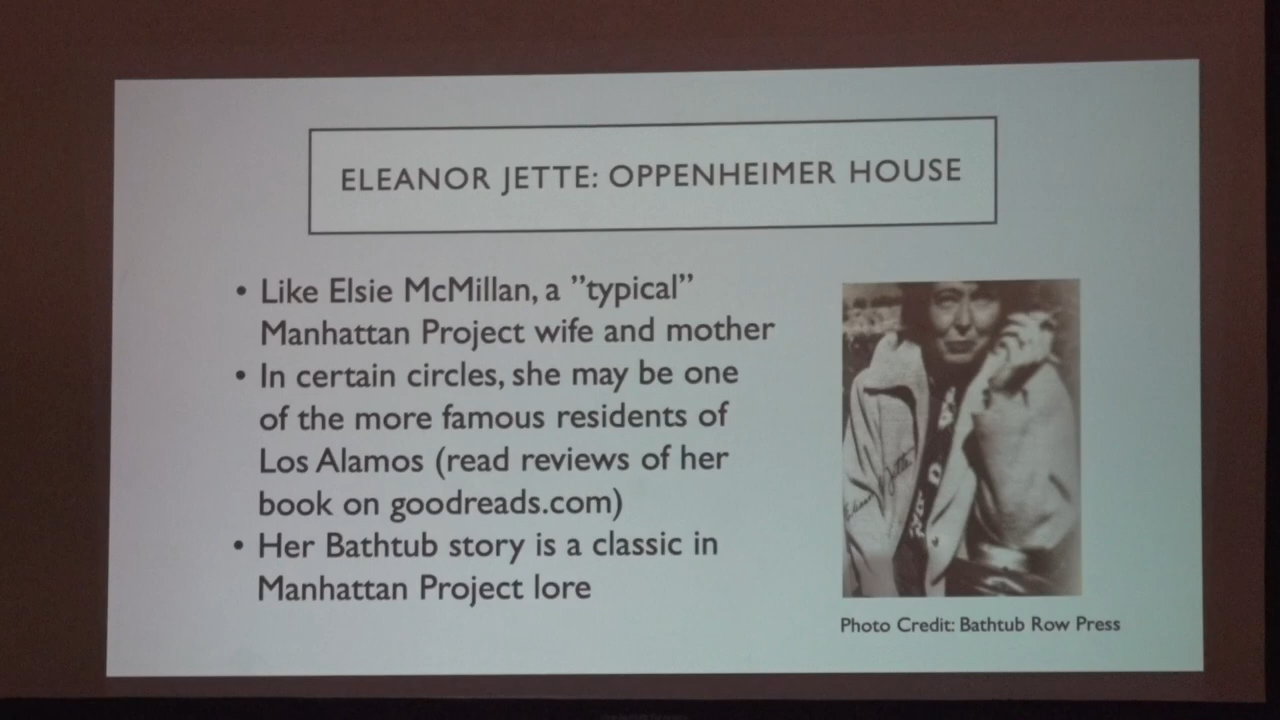 ELEANOR JETTE: OPPENHEIMER HOUSE
• Like Elsie McMillan, a ”typical”
Manhattan Project wife and mother
• In certain circles, she may be one
of the more famous residents of
Los Alamos (read reviews of her
book on goodreads.com)
• Her Bathtub story is a classic in
Manhattan Project lore
Eleanor Jette
Photo Credit: Bathtub Row Press